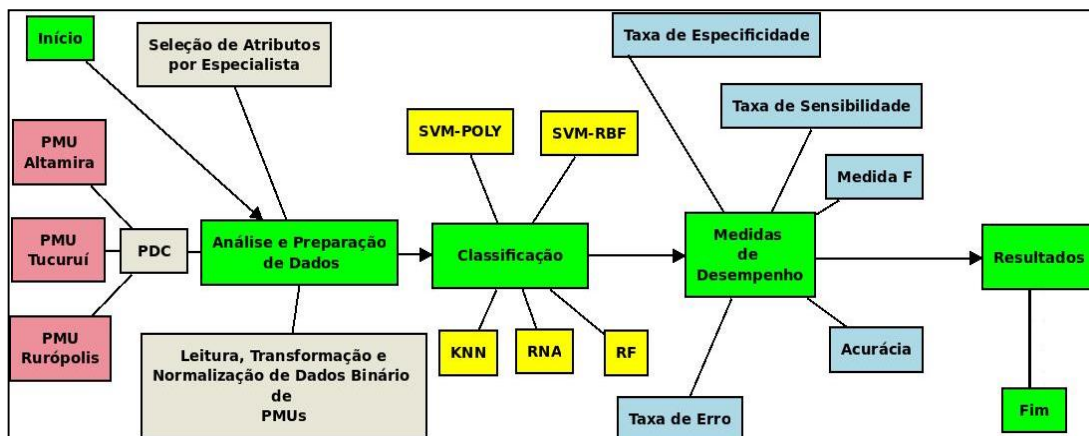 Início
Seleção de Atributos
por Especialista
Taxa de Especificidade
Taxa de Sensibilidade
SVM-POLY
SVM-RBF
PMU
Altamira
Medida F
PMU
Tucuruí
PDC
Análise e Preparação
de Dados
Classificação
Medidas
de
Desempenho
Resultados
PMU
Rurópolis
Leitura, Transformação e
Normalização de Dados Binário
de
PMUs
KNN
RNA
RF
Acurácia
Taxa de Erro
Fim